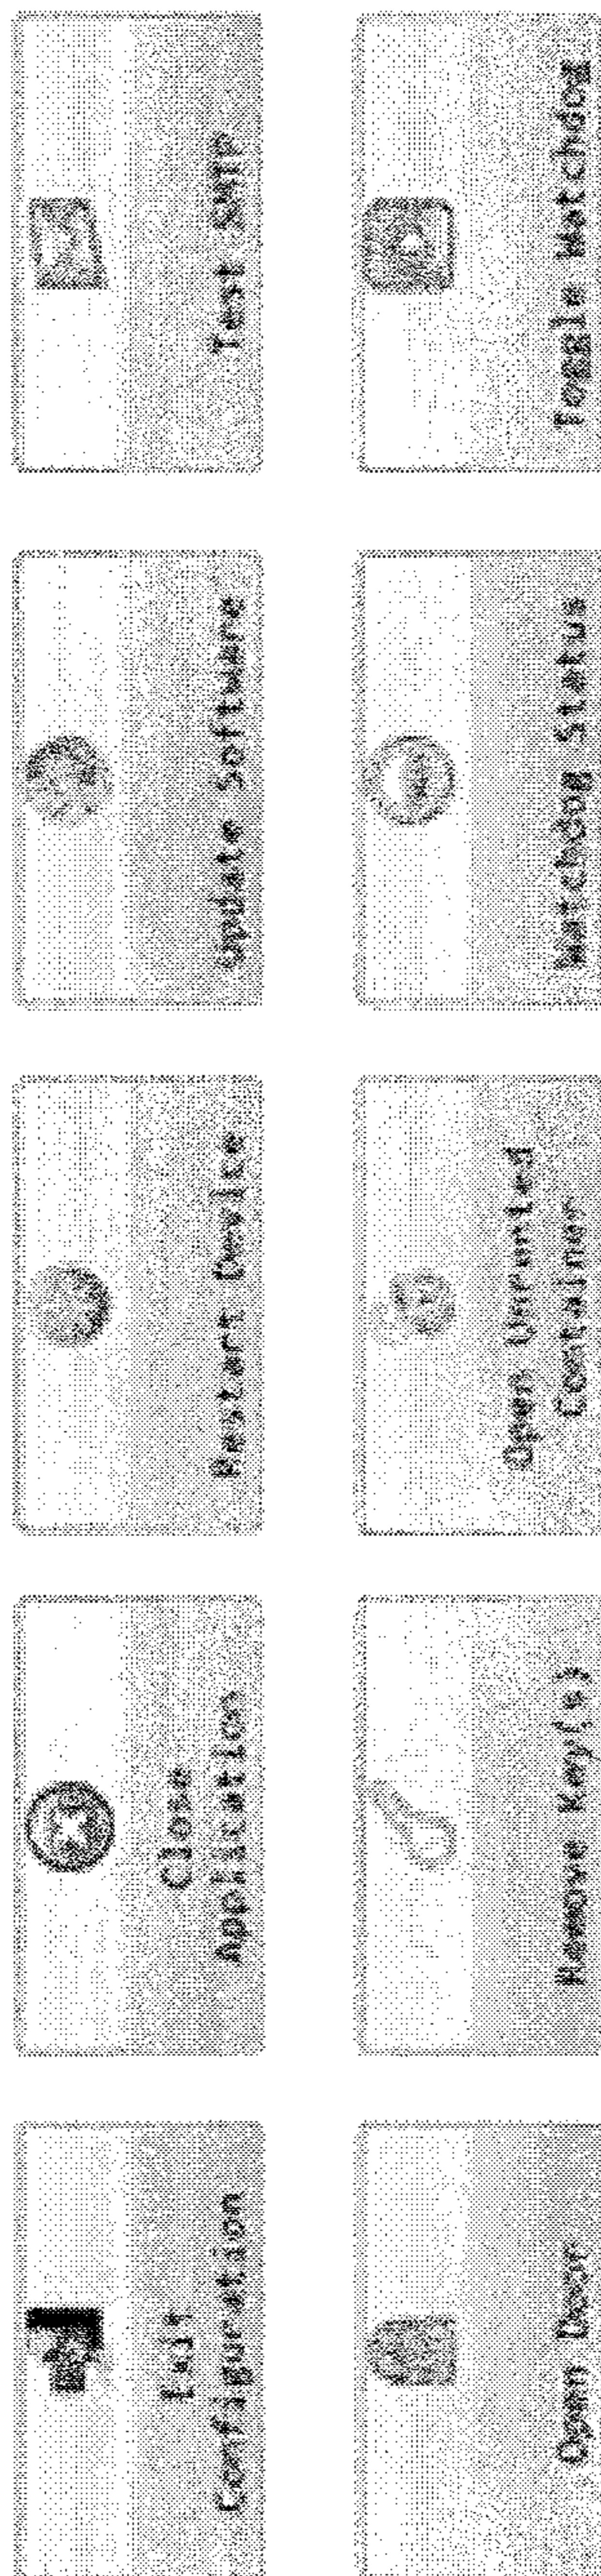 Exit
Configuration
Close
Application
Restart Device
Update Software
Test SMTP
Open Door
Remove Key(s)
Open Unrented
Container
Watchdog Status
Toggle Watchdog